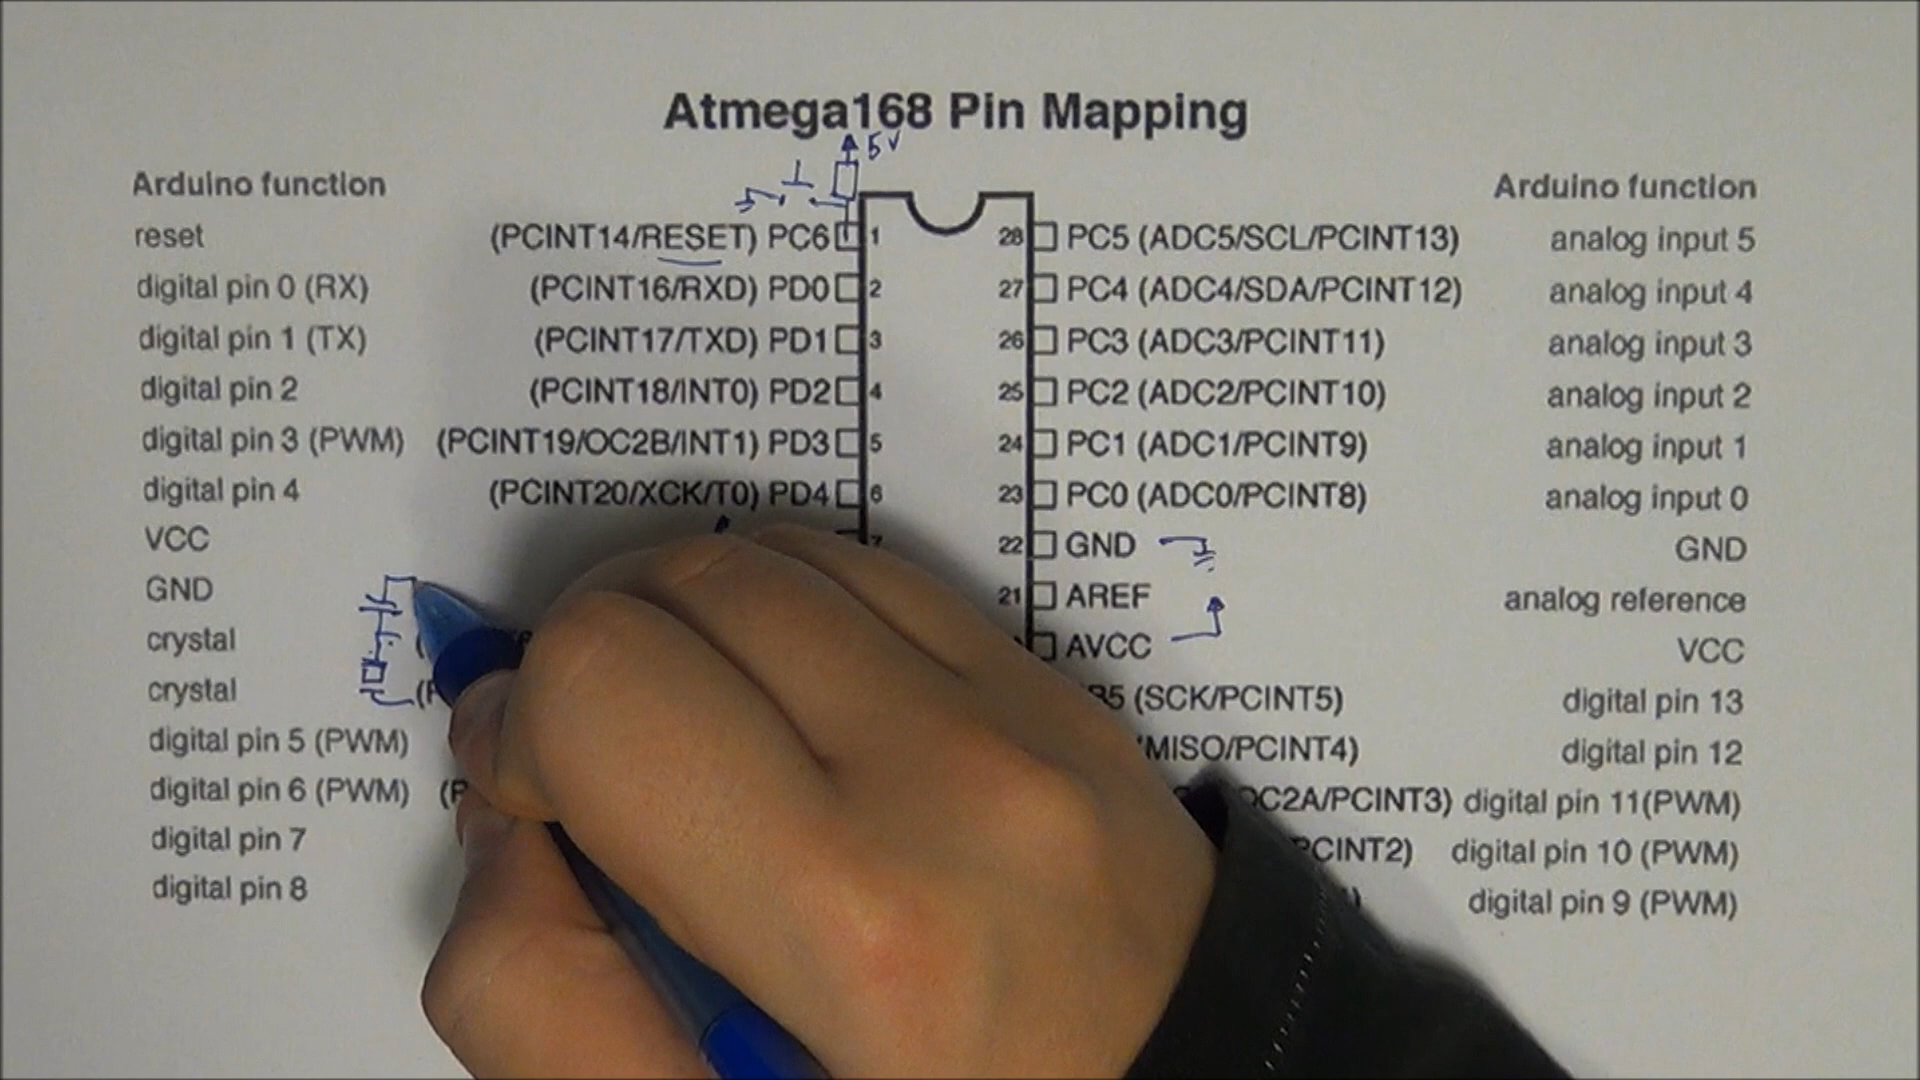 Atmega168 Pin Mapping
5V
Arduino function Arduino function
reset (PCINT14/RESET) PC6 1 28 PC5 (ADC5/SCL/PCINT13) analog input 5
digital pin 0 (RX) (PCINT16/RXD) PD0 2 27 PC4 (ADC4/SDA/PCINT12) analog input 4
digital pin 1 (TX) (PCINT17/TXD) PD1 3 26 PC3 (ADC3/PCINT11) analog input 3
digital pin 2 (PCINT18/INT0) PD2 4 25 PC2 (ADC2/PCINT10) analog input 2
digital pin 3 (PWM) (PCINT19/OC2B/INT1) PD3 5 24 PC1 (ADC1/PCINT9) analog input 1
digital pin 4 (PCINT20/XCK/T0) PD4 6 23 PC0 (ADC0/PCINT8) analog input 0
VCC 7 22 GND GND
GND 21 AREF analog reference
crystal AVCC VCC
crystal (SCK/PCINT5) digital pin 13
digital pin 5 (PWM) MISO/PCINT4) digital pin 12
digital pin 6 (PWM) OC2A/PCINT3) digital pin 11(PWM)
digital pin 7 PCINT2) digital pin 10 (PWM)
digital pin 8 digital pin 9 (PWM)